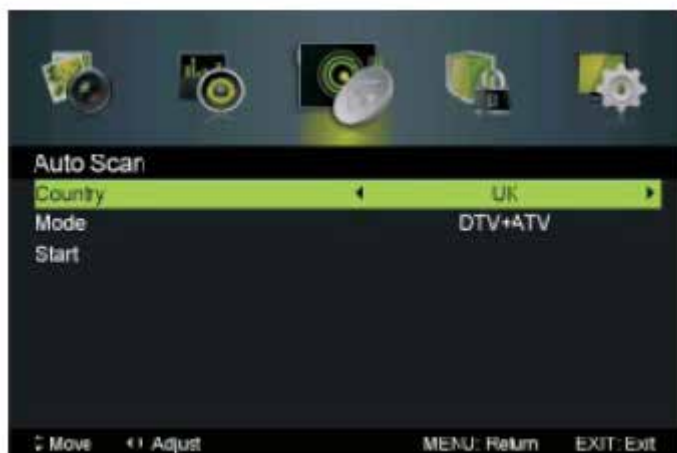 Auto Scan
Country UK
Mode DTV+ATV
Start
Move Adjust MENU: Return EXIT: Exit